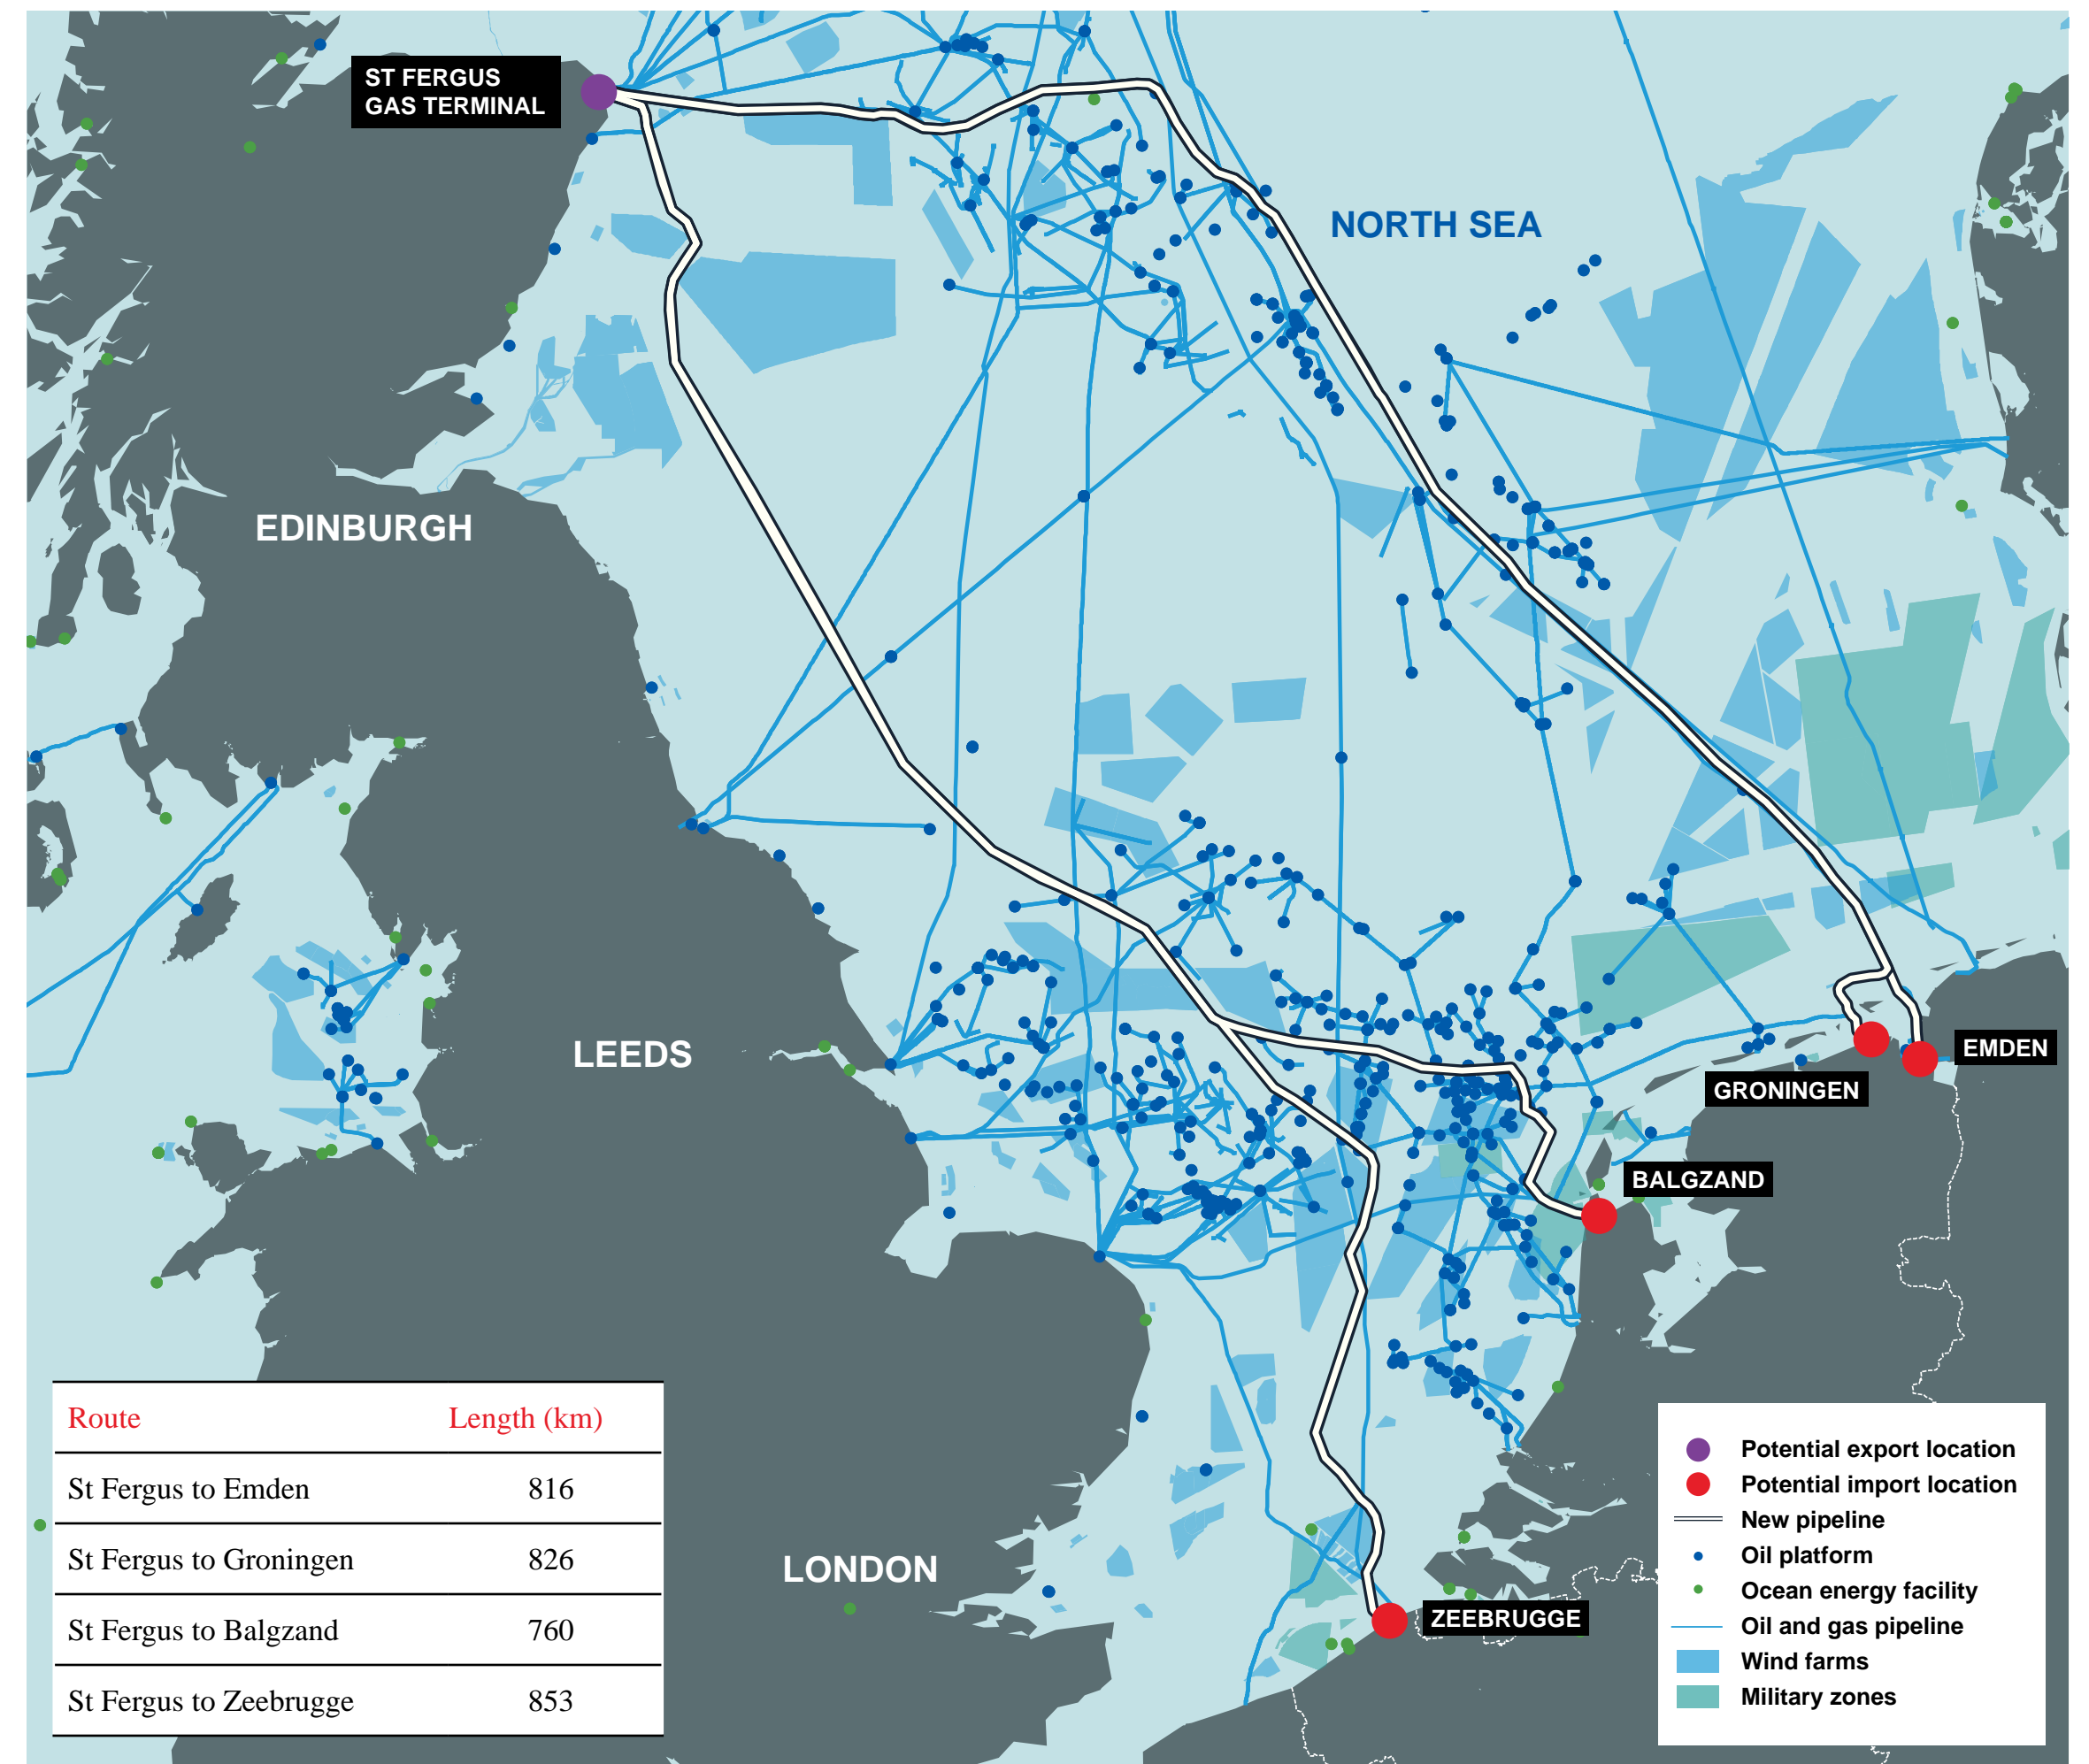 ST FERGUS
GAS TERMINAL
NORTH SEA
EDINBURGH
LEEDS
EMDEN
GRONINGEN
BALGZAND
LONDON
ZEEBRUGGE
Route Length (km)
St Fergus to Emden 816
St Fergus to Groningen 826
St Fergus to Balgzand 760
St Fergus to Zeebrugge 853
Potential export location
Potential import location
New pipeline
Oil platform
Ocean energy facility
Oil and gas pipeline
Wind farms
Military zones